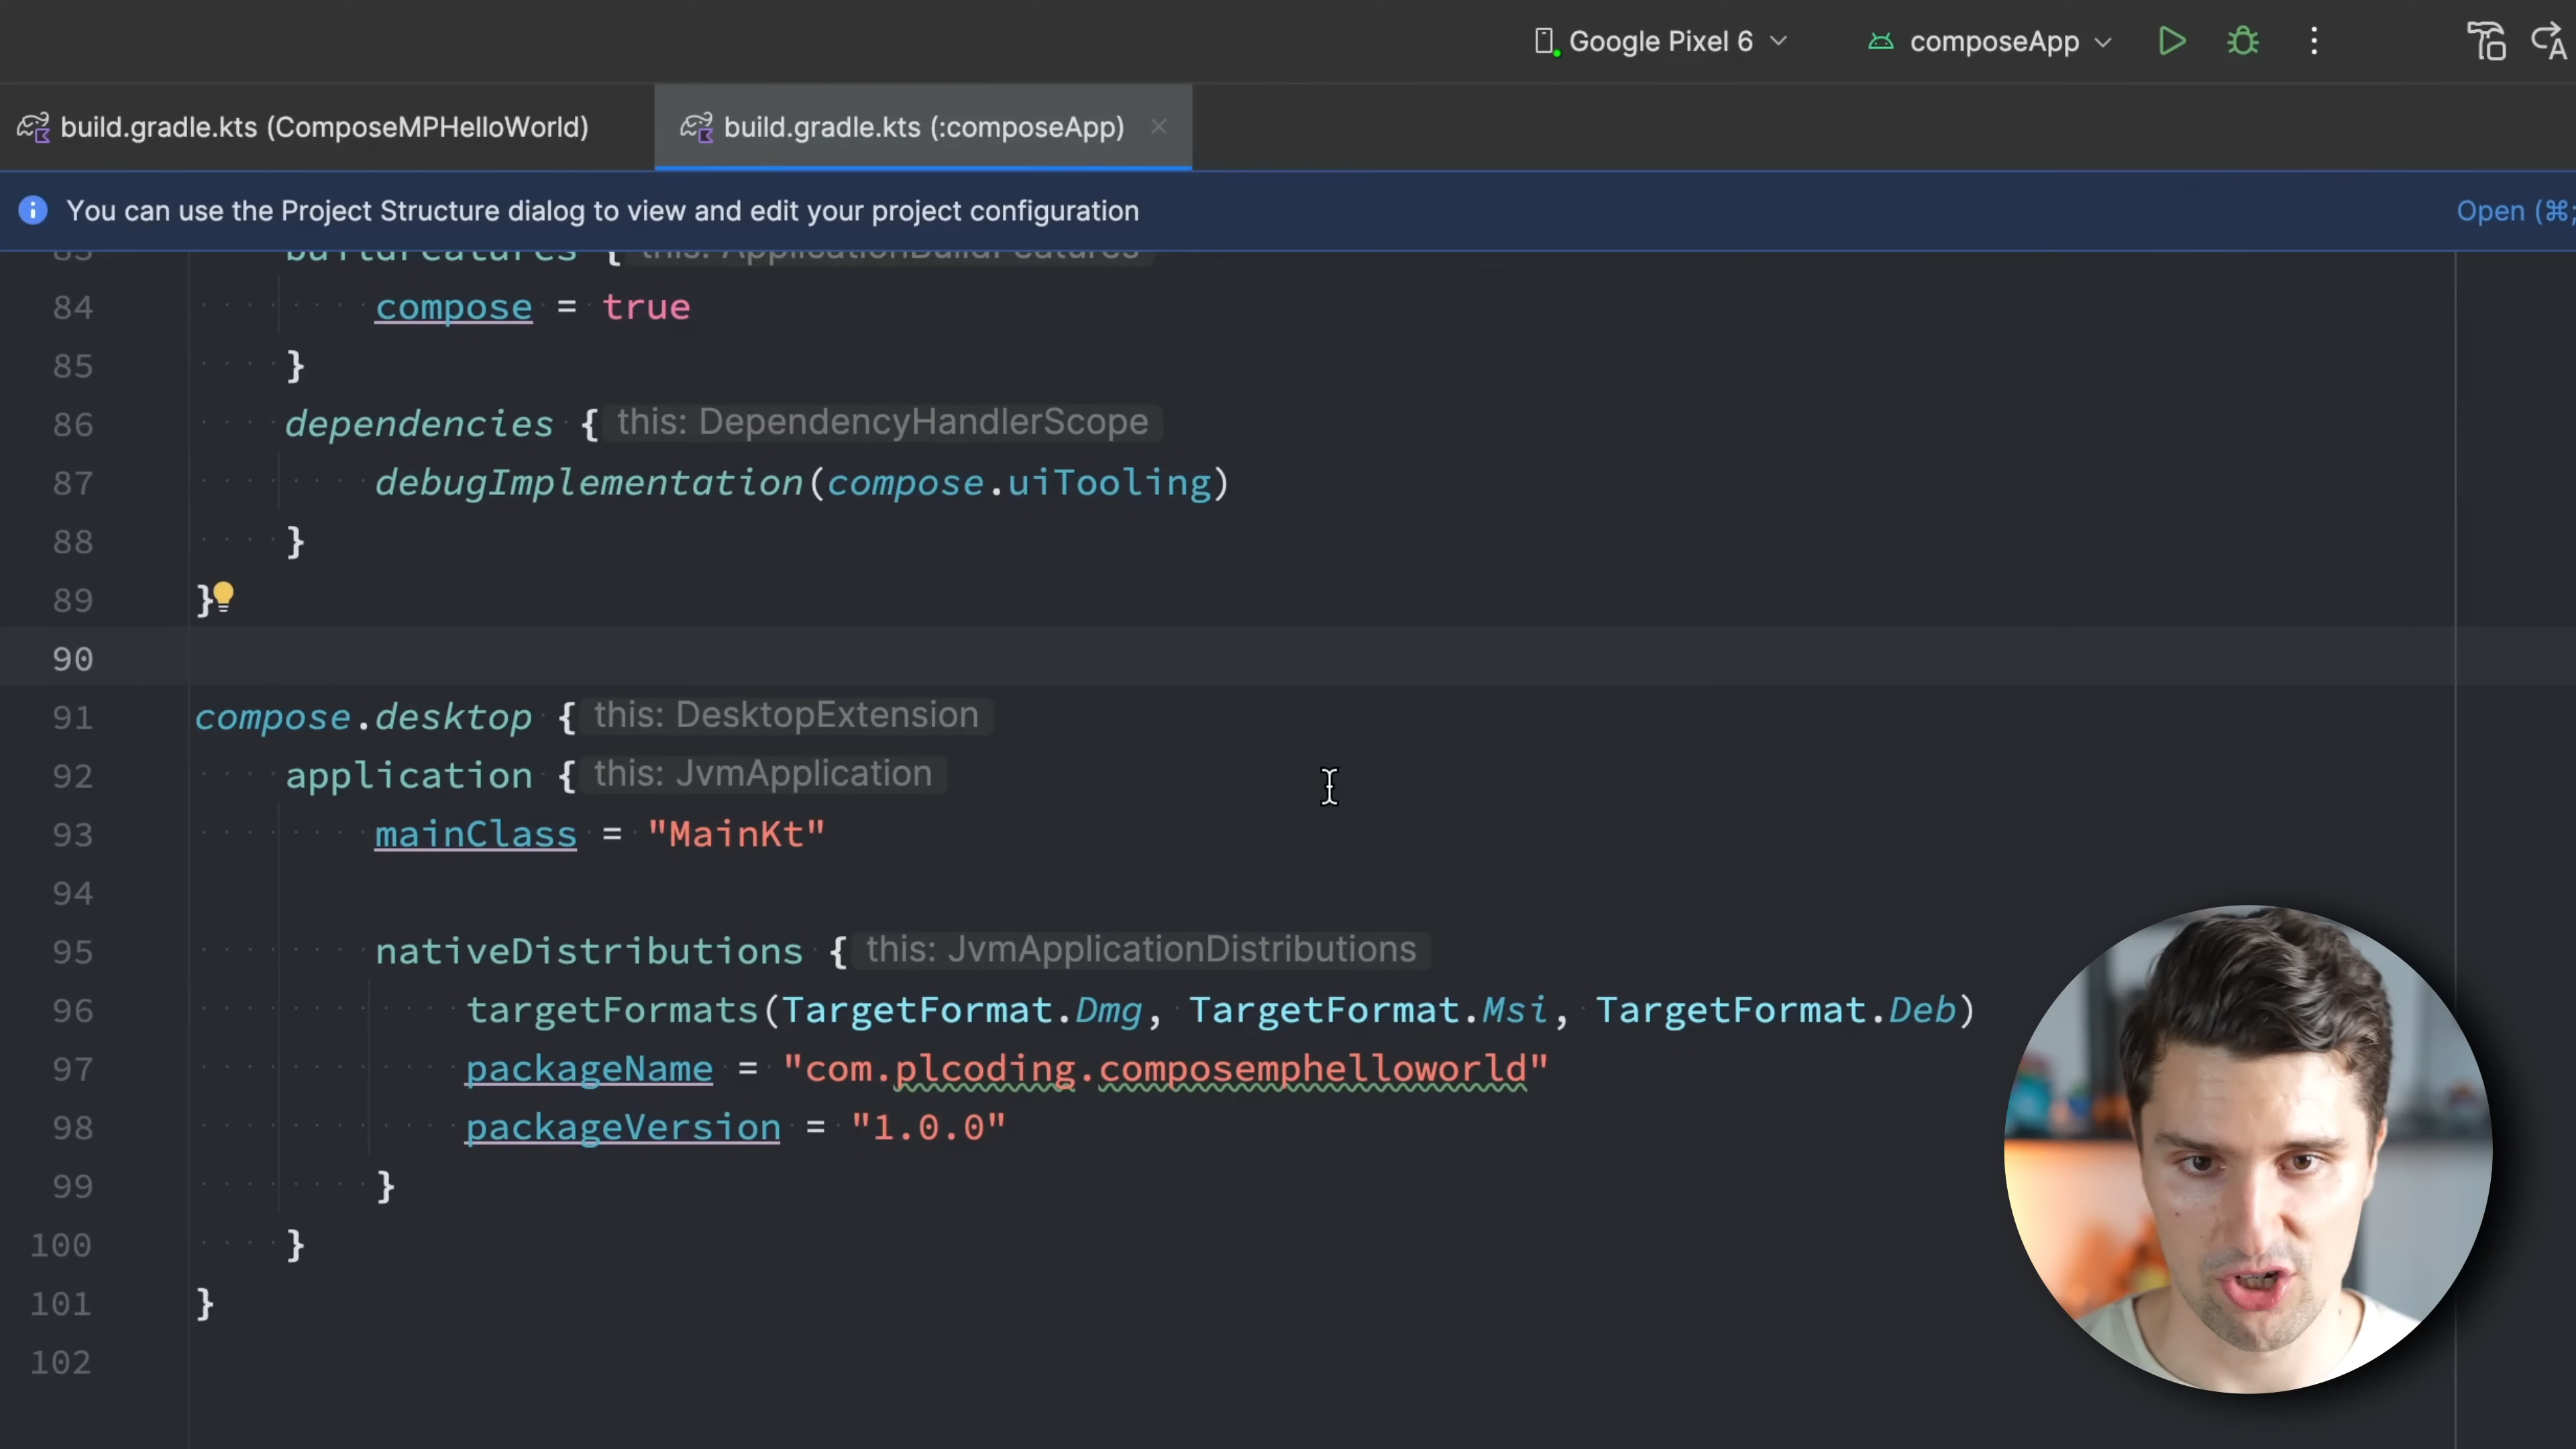 Google Pixel 6 composeApp
build.gradle.kts (ComposeMPHelloWorld) build.gradle.kts (:composeApp)
You can use the Project Structure dialog to view and edit your project configuration Open (⌘;
83 buildFeatures { this: ApplicationBuildFeatures
84 compose = true
85 }
86 dependencies { this: DependencyHandlerScope
87 debugImplementation(compose.uiTooling)
88 }
89 }
90
91 compose.desktop { this: DesktopExtension
92 application { this: JvmApplication
93 mainClass = "MainKt"
94
95 nativeDistributions { this: JvmApplicationDistributions
96 targetFormats(TargetFormat.Dmg, TargetFormat.Msi, TargetFormat.Deb)
97 packageName = "com.plcoding.composemphelloworld"
98 packageVersion = "1.0.0"
99 }
100 }
101 }
102